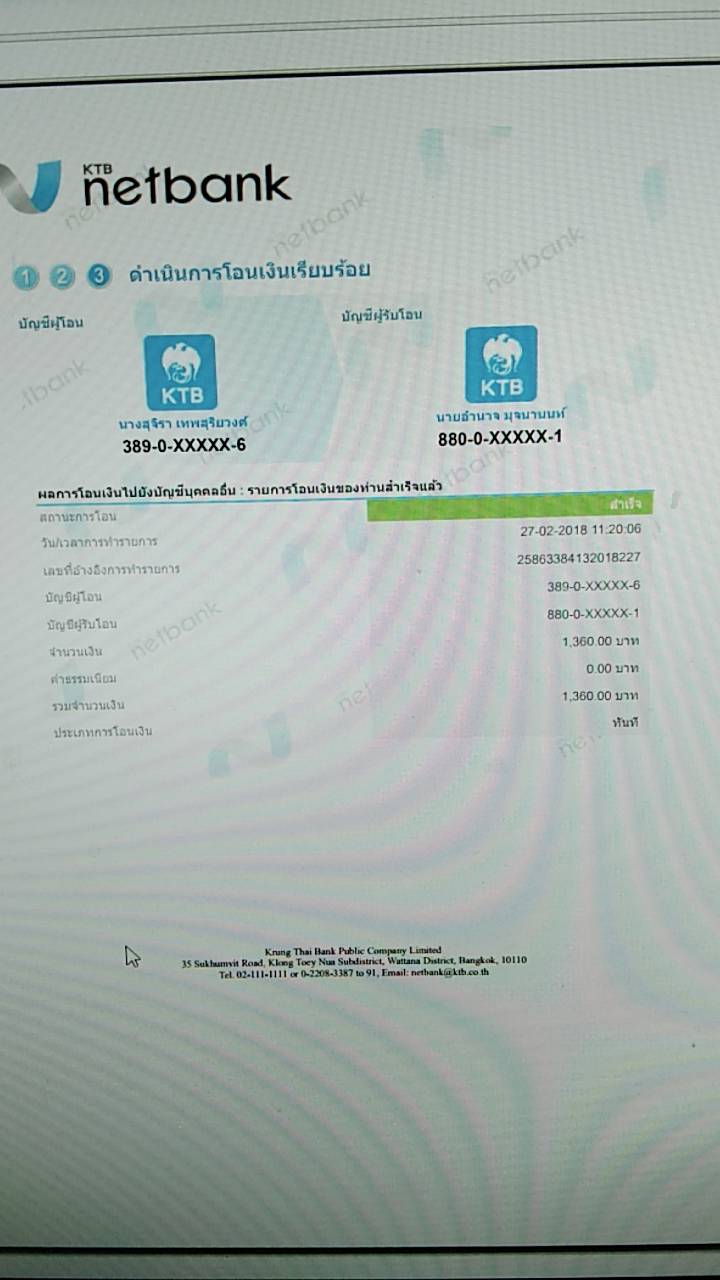 KTB
netbank
1 2 3 ดำเนินการโอนเงินเรียบร้อย
บัญชีผู้โอน
บัญชีผู้รับโอน
KTB
KTB
นางสุจิรา เทพสุริยวงศ์
นายอำนาจ มุจนานนท์
389-0-XXXXX-6
880-0-XXXXX-1
ผลการโอนเงินไปยังบัญชีบุคคลอื่น : รายการโอนเงินของท่านสำเร็จแล้ว
สถานะการโอน สำเร็จ
วัน/เวลาการทำรายการ 27-02-2018 11:20:06
เลขที่อ้างอิงการทำรายการ 25863384132018227
บัญชีผู้โอน 389-0-XXXXX-6
บัญชีผู้รับโอน 880-0-XXXXX-1
จำนวนเงิน 1,360.00 บาท
ค่าธรรมเนียม 0.00 บาท
รวมจำนวนเงิน 1,360.00 บาท
ประเภทการโอนเงิน ทันที
Krung Thai Bank Public Company Limited
35 Sukhumvit Road, Klong Toey Nua Subdistrict, Wattana District, Bangkok, 10110
Tel. 02-111-1111 or 0-2208-3387 to 91, Email: netbank@ktb.co.th